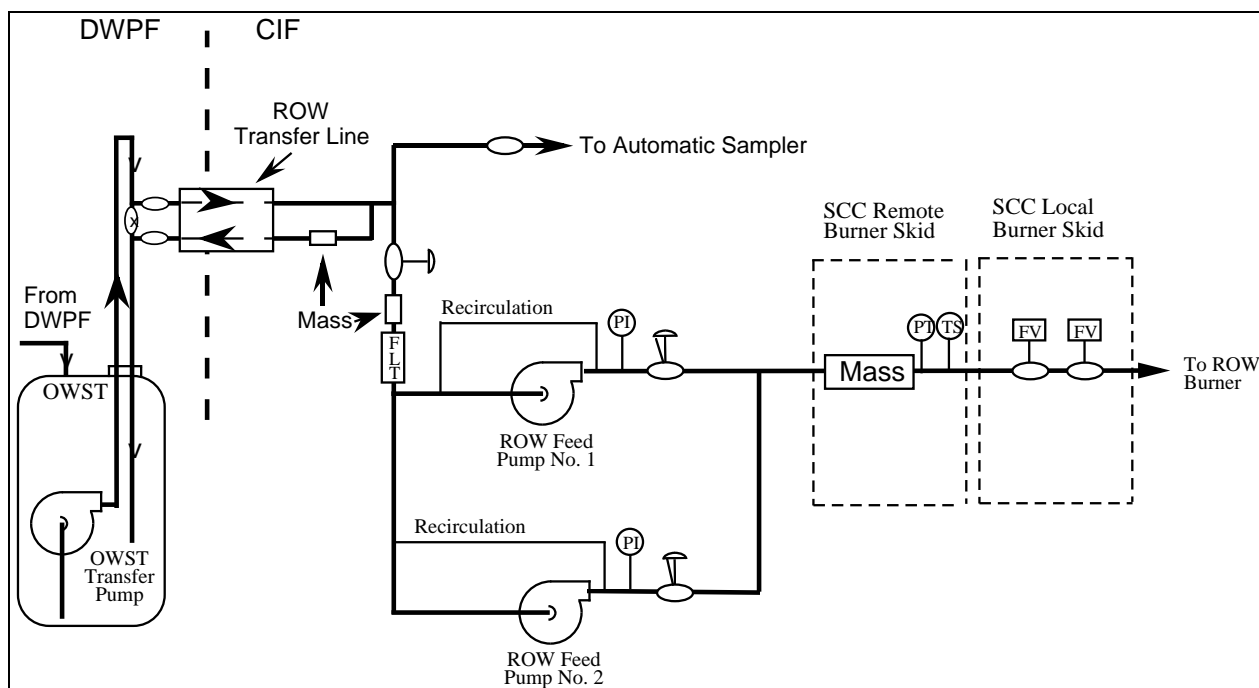 DWPF
CIF
ROW
Transfer Line
To Automatic Sampler
V
X
SCC Remote
Burner Skid
SCC Local
Burner Skid
From
DWPF
Mass
Recirculation
PI
PT
TS
FV
FV
V
OWST
FLT
Mass
To ROW
Burner
ROW Feed
Pump No. 1
V
Recirculation
PI
OWST
Transfer
Pump
ROW Feed
Pump No. 2